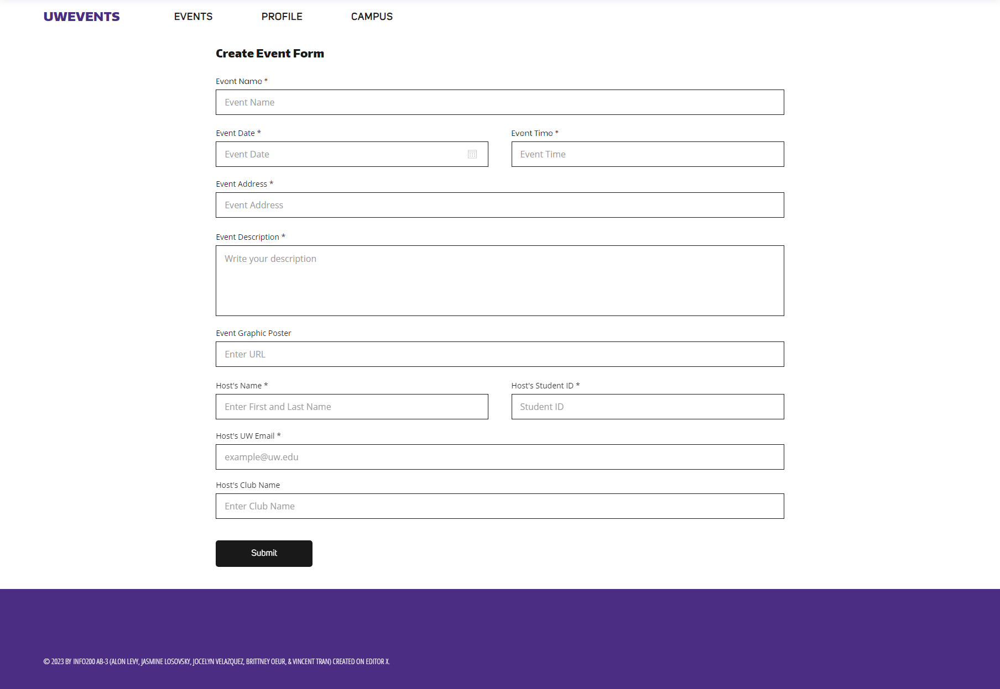 UWEVENTS EVENTS PROFILE CAMPUS
Create Event Form
Event Name *
Event Name
Event Date * Event Time *
Event Date Event Time
Event Address *
Event Address
Event Description *
Write your description
Event Graphic Poster
Enter URL
Host's Name * Host's Student ID *
Enter First and Last Name Student ID
Host's UW Email *
example@uw.edu
Host's Club Name
Enter Club Name
Submit
© 2023 BY INFO200 AB-3 (ALON LEVY, JASMINE LOSOVSKY, JOCELYN VELAZQUEZ, BRITTNEY OEUR, & VINCENT TRAN) CREATED ON EDITOR X.